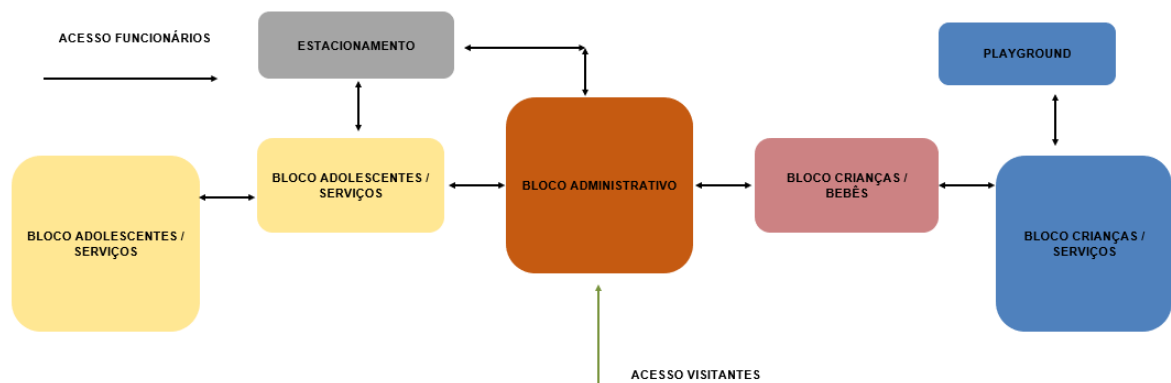 ACESSO FUNCIONÁRIOS
ESTACIONAMENTO
PLAYGROUND
BLOCO ADOLESCENTES /
SERVIÇOS
BLOCO ADOLESCENTES /
SERVIÇOS
BLOCO ADMINISTRATIVO
BLOCO CRIANÇAS /
BEBÊS
BLOCO CRIANÇAS /
SERVIÇOS
ACESSO VISITANTES